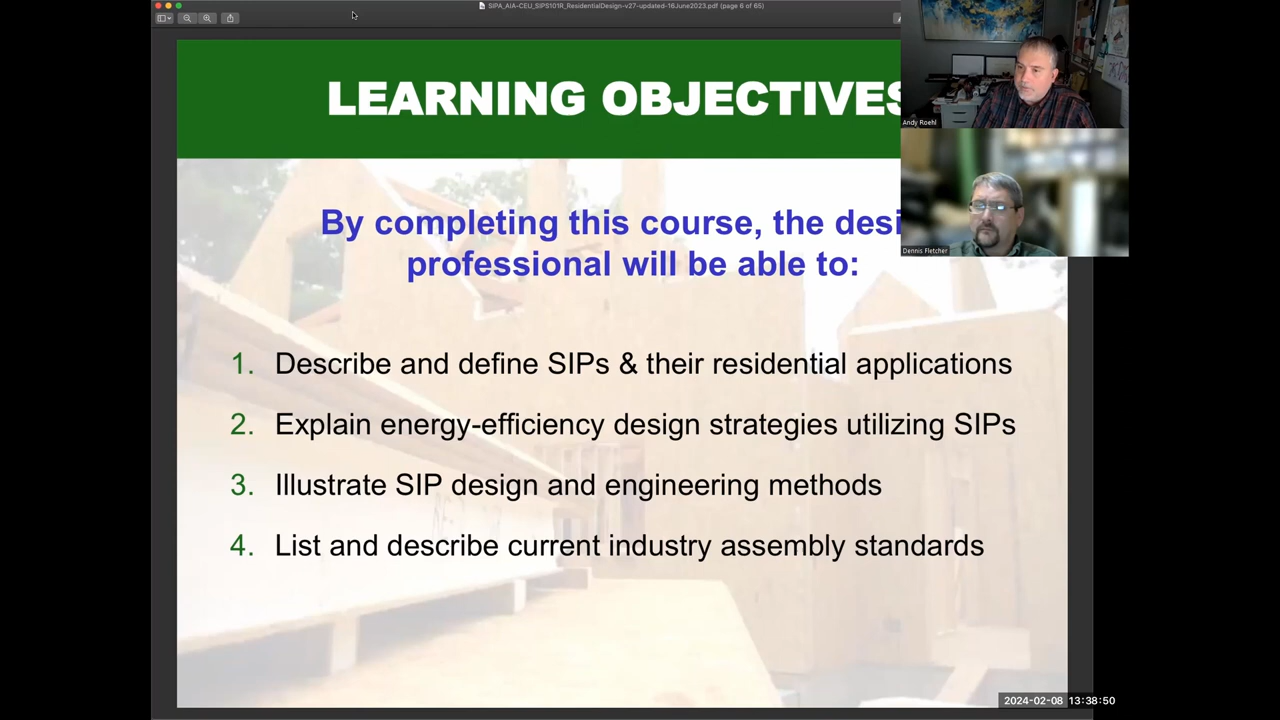 SIPA_AIA-CEU_SIPS101R_ResidentialDesign-v27-updated-16June2023.pdf (page 6 of 65)
LEARNING OBJECTIVES
Andy Roehl
By completing this course, the desi
professional will be able to:
Dennis Fletcher
1. Describe and define SIPs & their residential applications
2. Explain energy-efficiency design strategies utilizing SIPs
3. Illustrate SIP design and engineering methods
4. List and describe current industry assembly standards
2024-02-08 13:38:50